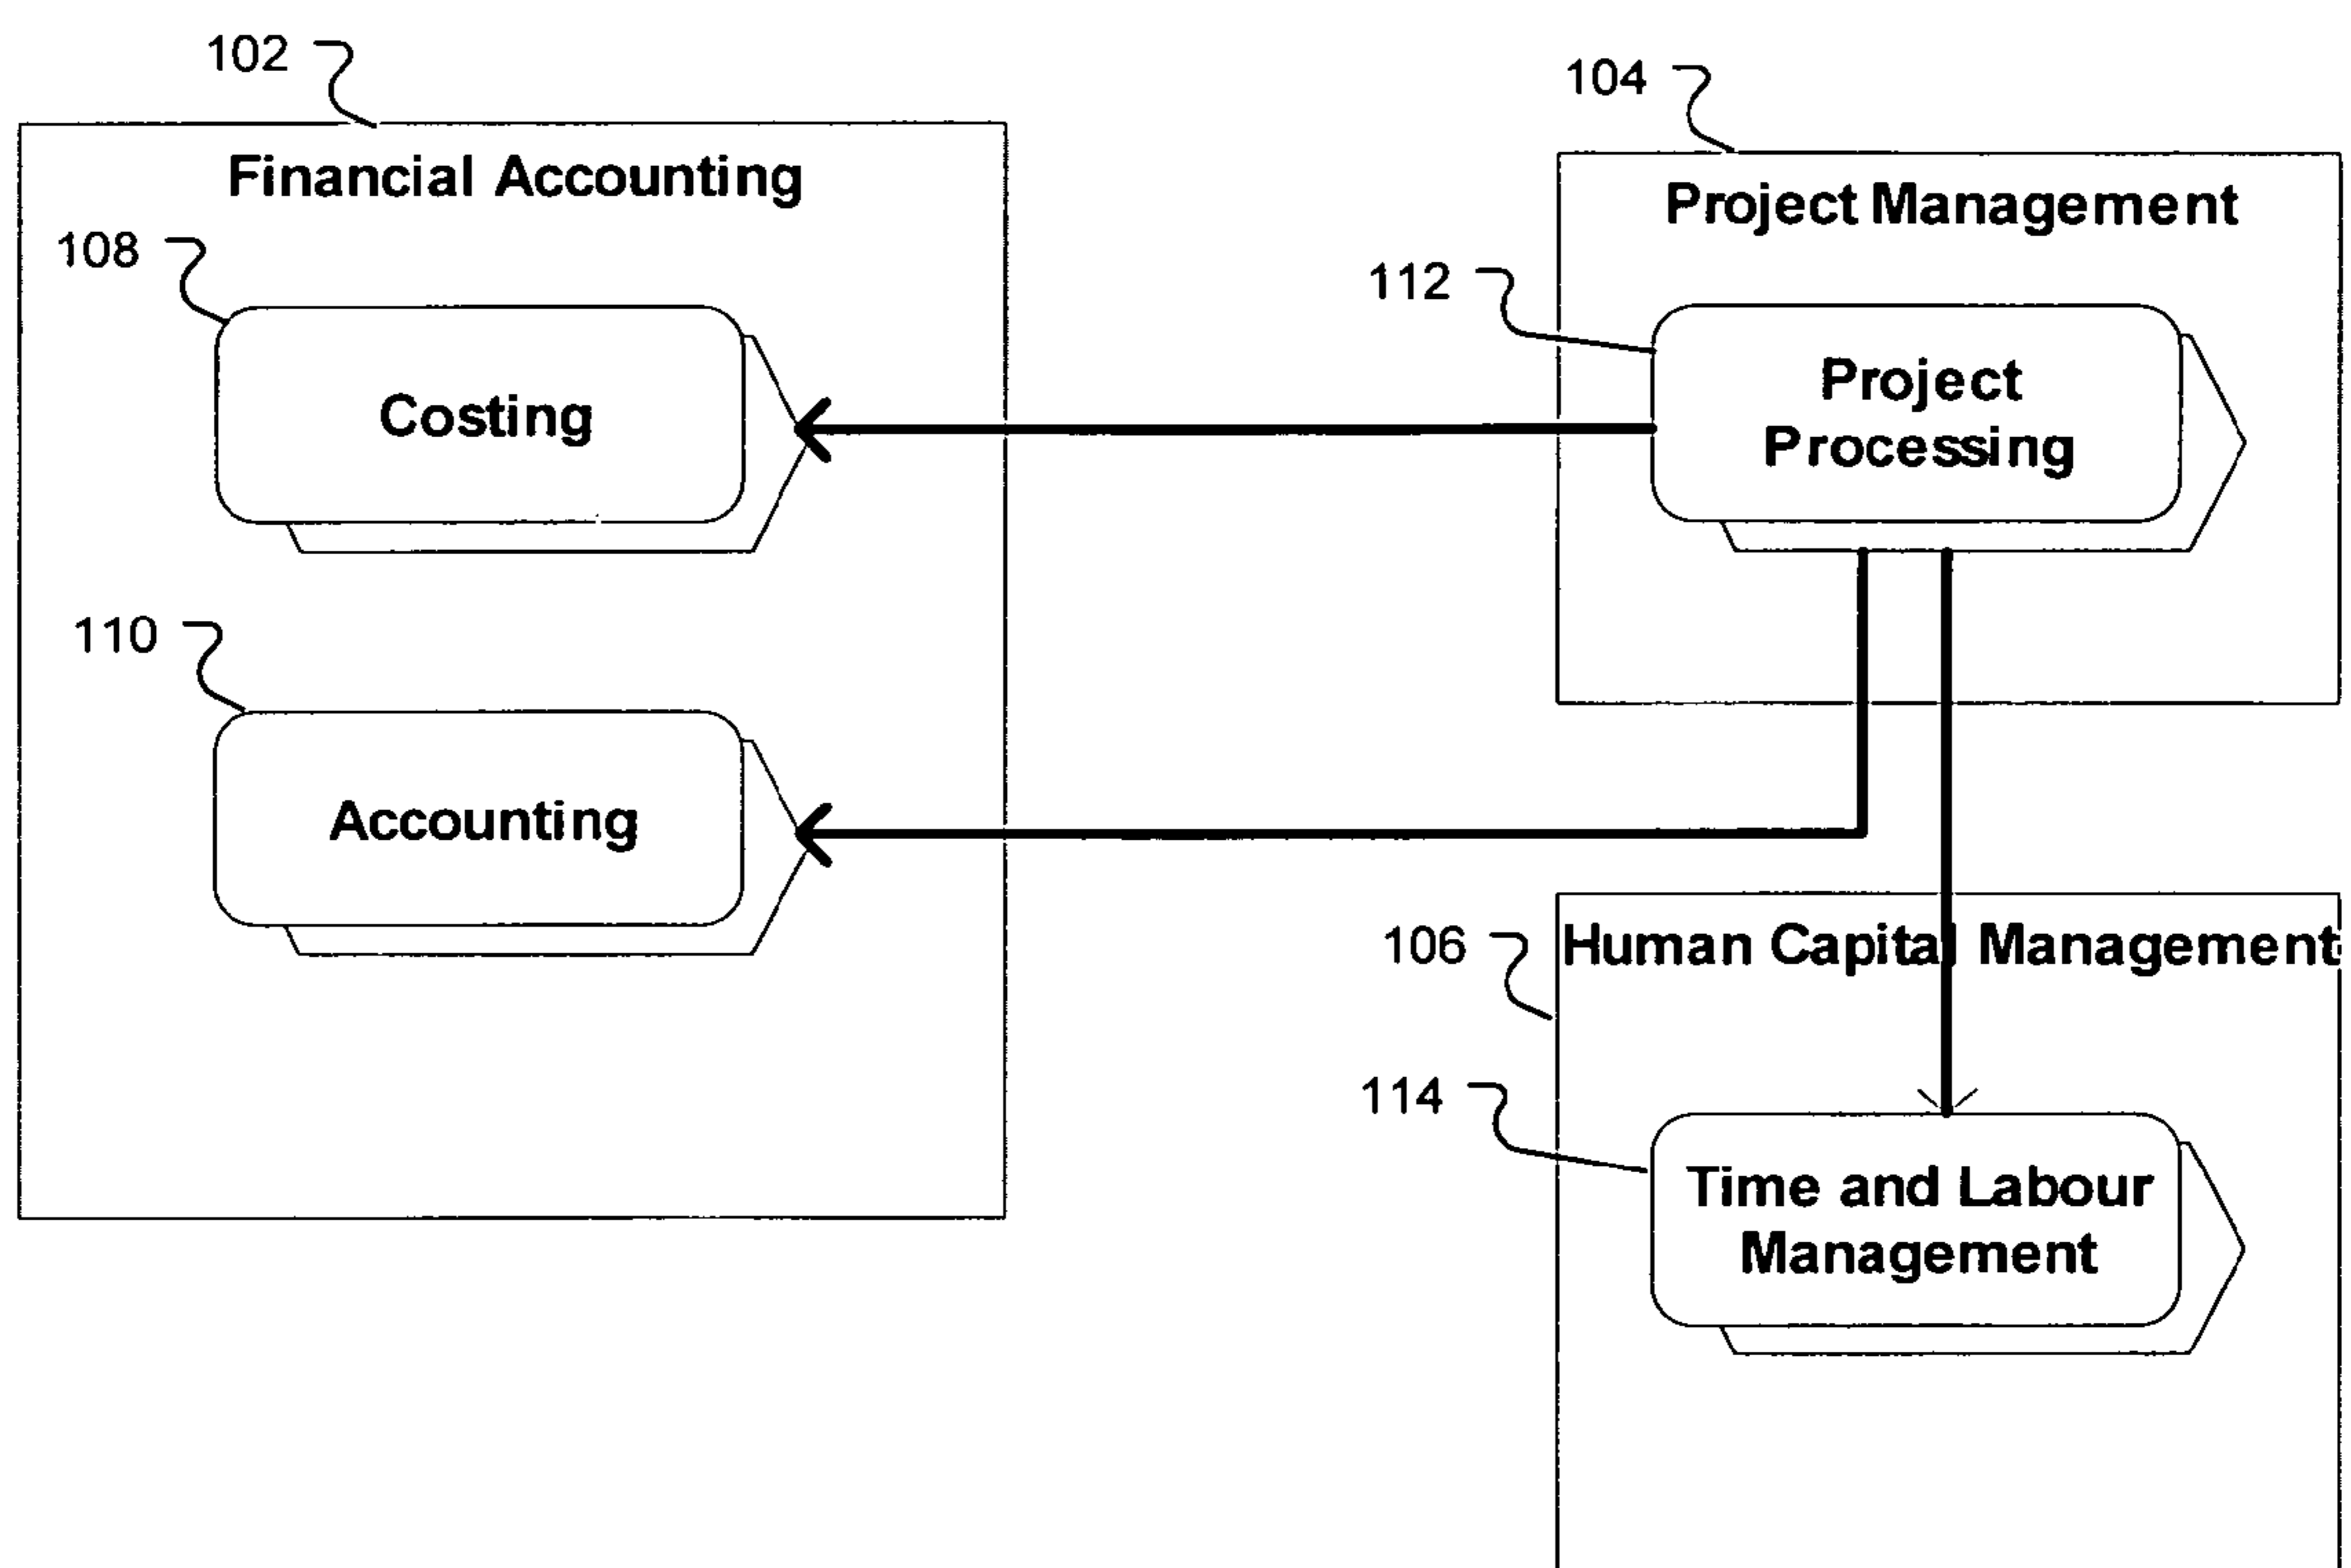 102
104
Financial Accounting
Project Management
108
112
Costing
Project
Processing
110
Accounting
106
Human Capital Management
114
Time and Labour
Management